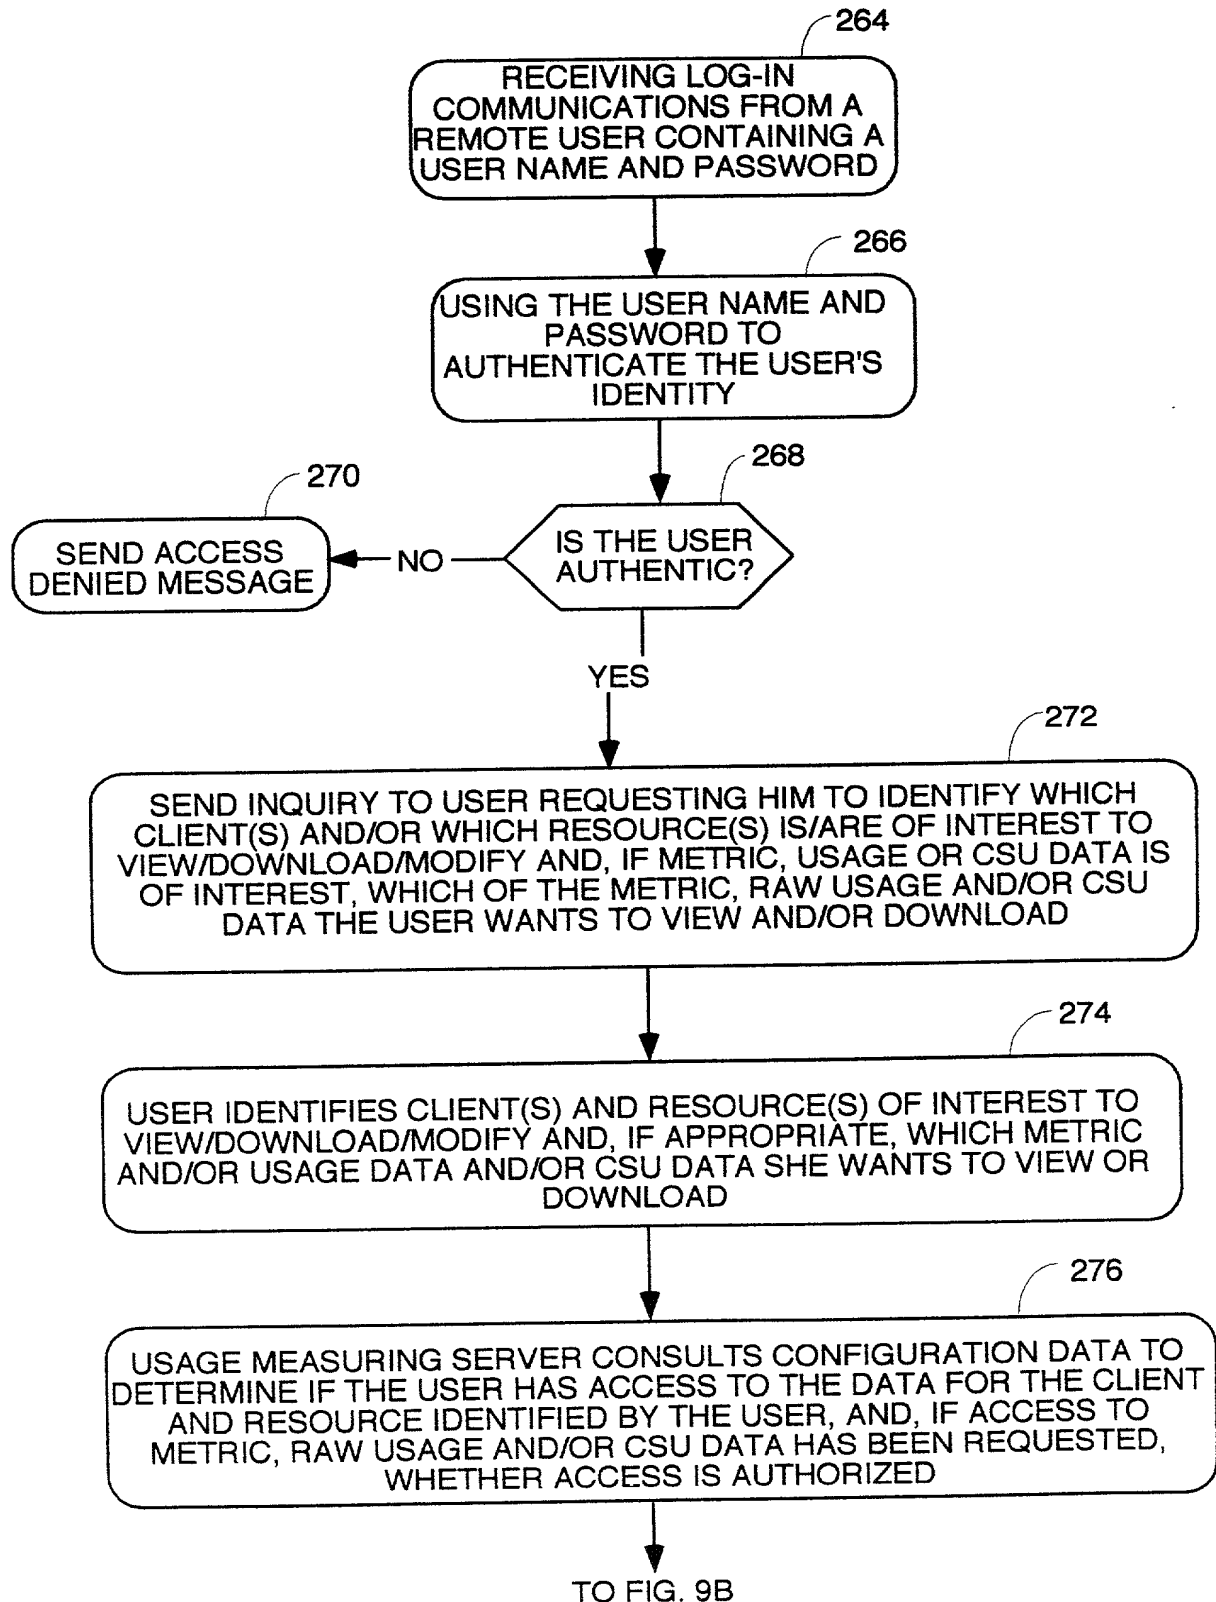 264
RECEIVING LOG-IN
COMMUNICATIONS FROM A
REMOTE USER CONTAINING A
USER NAME AND PASSWORD
266
USING THE USER NAME AND
PASSWORD TO
AUTHENTICATE THE USER'S
IDENTITY
268
270
IS THE USER
AUTHENTIC?
NO
SEND ACCESS
DENIED MESSAGE
YES
272
SEND INQUIRY TO USER REQUESTING HIM TO IDENTIFY WHICH
CLIENT(S) AND/OR WHICH RESOURCE(S) IS/ARE OF INTEREST TO
VIEW/DOWNLOAD/MODIFY AND, IF METRIC, USAGE OR CSU DATA IS
OF INTEREST, WHICH OF THE METRIC, RAW USAGE AND/OR CSU
DATA THE USER WANTS TO VIEW AND/OR DOWNLOAD
274
USER IDENTIFIES CLIENT(S) AND RESOURCE(S) OF INTEREST TO
VIEW/DOWNLOAD/MODIFY AND, IF APPROPRIATE, WHICH METRIC
AND/OR USAGE DATA AND/OR CSU DATA SHE WANTS TO VIEW OR
DOWNLOAD
276
USAGE MEASURING SERVER CONSULTS CONFIGURATION DATA TO
DETERMINE IF THE USER HAS ACCESS TO THE DATA FOR THE CLIENT
AND RESOURCE IDENTIFIED BY THE USER, AND, IF ACCESS TO
METRIC, RAW USAGE AND/OR CSU DATA HAS BEEN REQUESTED,
WHETHER ACCESS IS AUTHORIZED
TO FIG. 9B